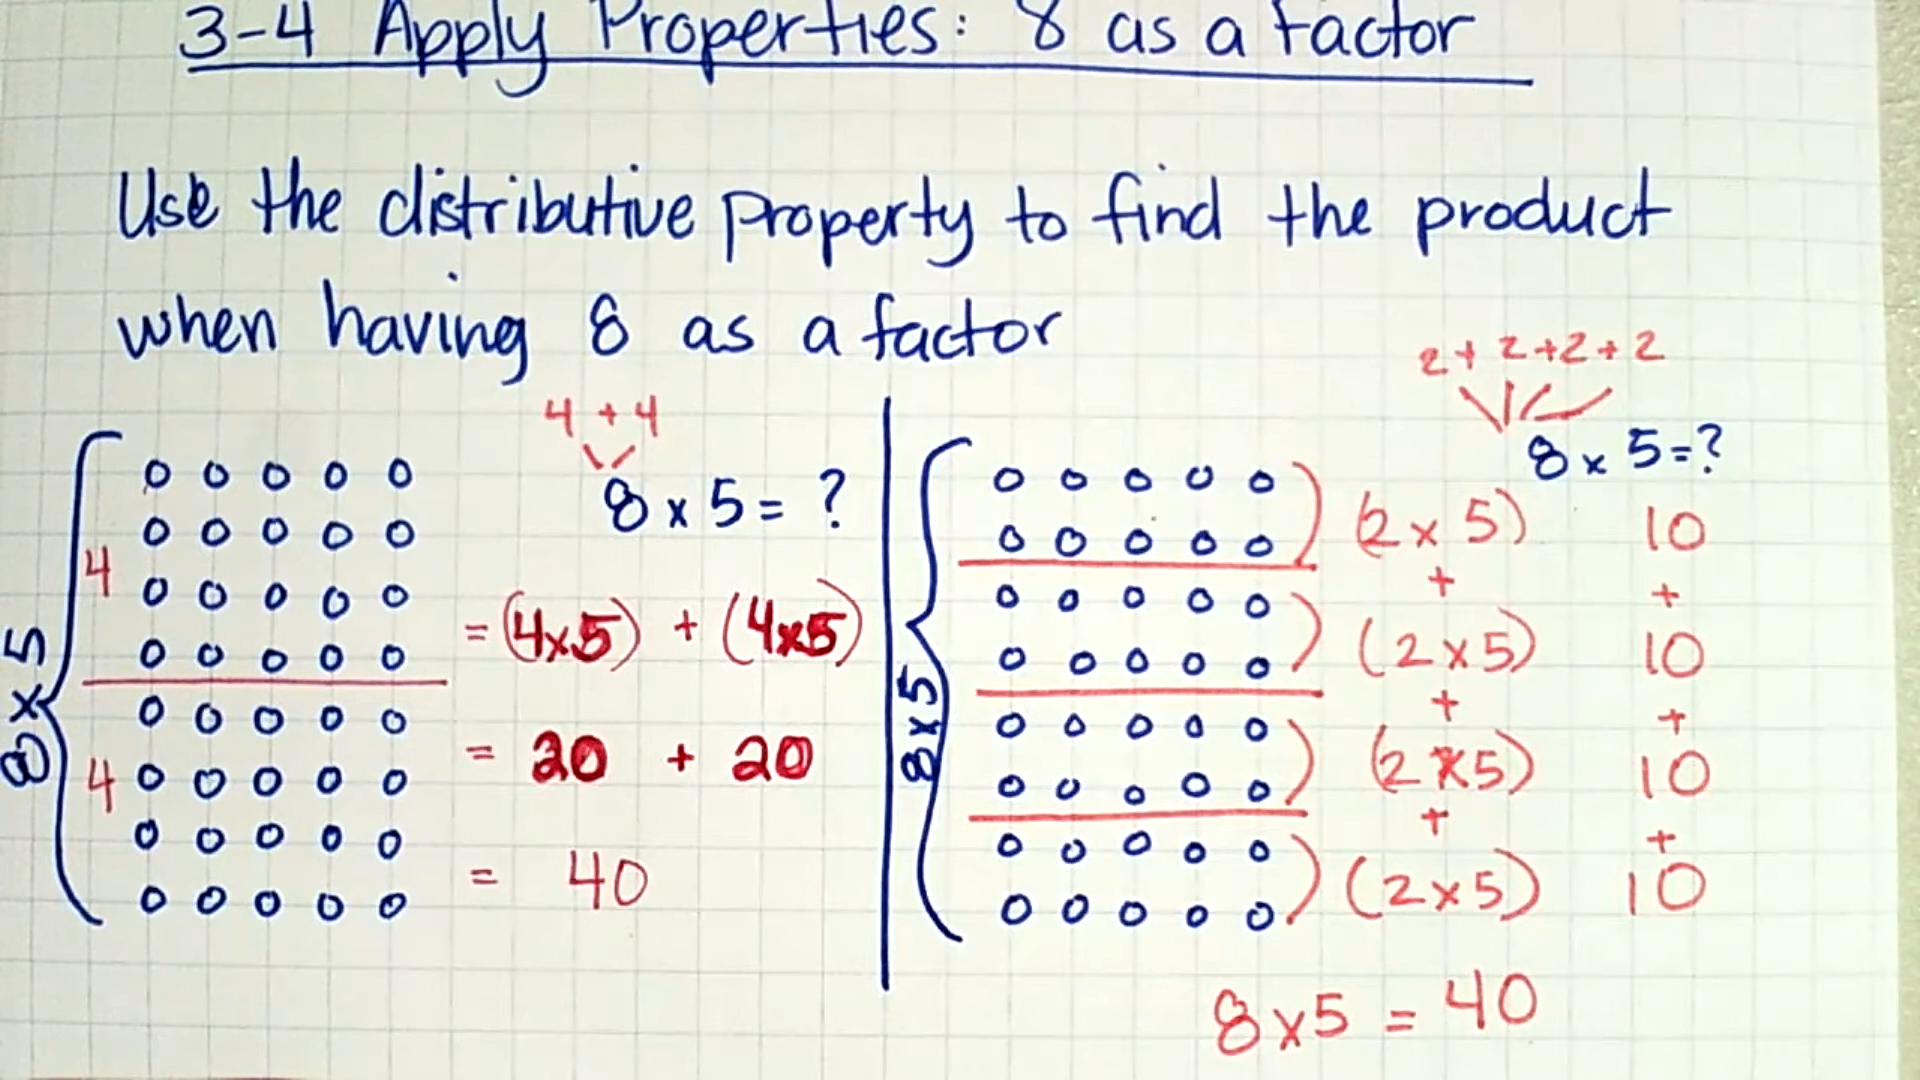 3-4 Apply Properties: 8 as a factor
Use the distributive property to find the product
when having 8 as a factor
4 + 4
8 x 5 = ?
8 x 5
4
4
= (4x5) + (4x5)
= 20 + 20
= 40
2 + 2 + 2 + 2
8 x 5 = ?
8 x 5
(2 x 5) 10
+ +
(2 x 5) 10
+ +
(2 x 5) 10
+ +
(2 x 5) 10
8 x 5 = 40